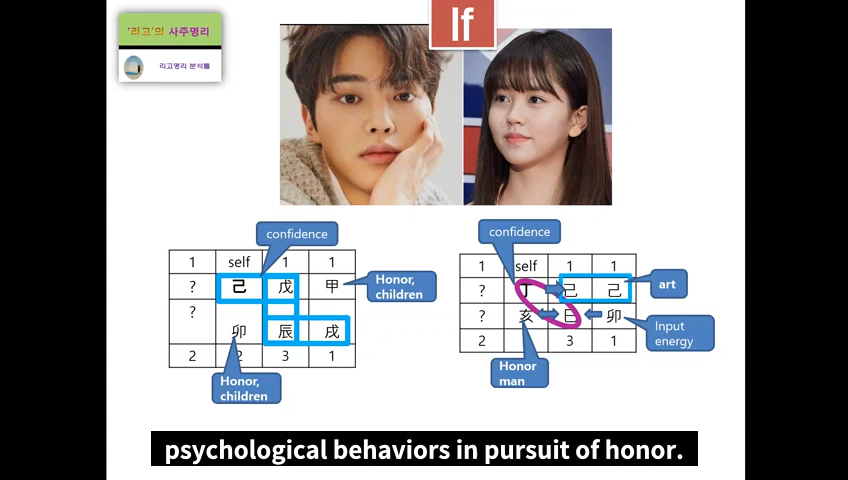 '리고'의 사주명리
리고명리 분석툴
If
confidence
1 self 1 1
? 己 戊 甲
Honor,
children
?
卯 辰 戌
2 2 3 1
Honor,
children
confidence
1 self 1 1
? 丁 己 己
art
? 亥 巳 卯
Input
energy
2 3 1
Honor
man
psychological behaviors in pursuit of honor.